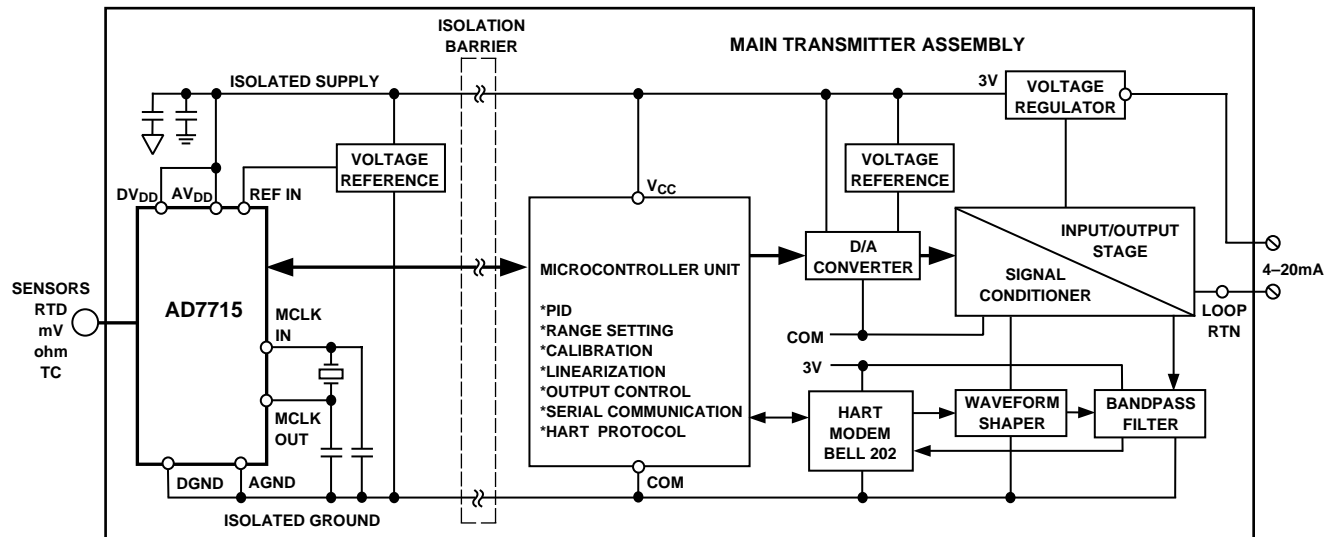 ISOLATION
BARRIER
MAIN TRANSMITTER ASSEMBLY
ISOLATED SUPPLY
3V
VOLTAGE
REGULATOR
VOLTAGE
REFERENCE
VOLTAGE
REFERENCE
DVDD
AVDD
REF IN
VCC
SENSORS
RTD
mV
ohm
TC
AD7715
MCLK
IN
MCLK
OUT
DGND
AGND
ISOLATED GROUND
MICROCONTROLLER UNIT
*PID
*RANGE SETTING
*CALIBRATION
*LINEARIZATION
*OUTPUT CONTROL
*SERIAL COMMUNICATION
*HART PROTOCOL
COM
D/A
CONVERTER
INPUT/OUTPUT
STAGE
SIGNAL
CONDITIONER
4–20mA
LOOP
RTN
COM
3V
HART
MODEM
BELL 202
WAVEFORM
SHAPER
BANDPASS
FILTER